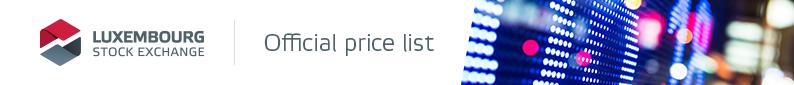 LUXEMBOURG
STOCK EXCHANGE
Official price list